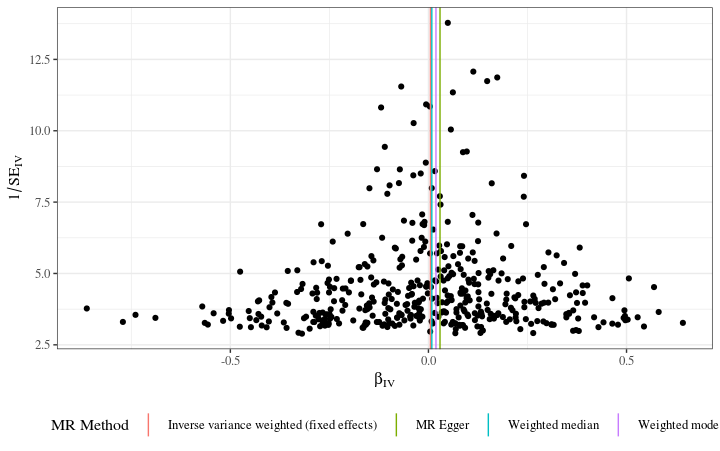 12.5
10.0
7.5
5.0
2.5
1/SE_IV
-0.5 0.0 0.5
β_IV
MR Method Inverse variance weighted (fixed effects) MR Egger Weighted median Weighted mode